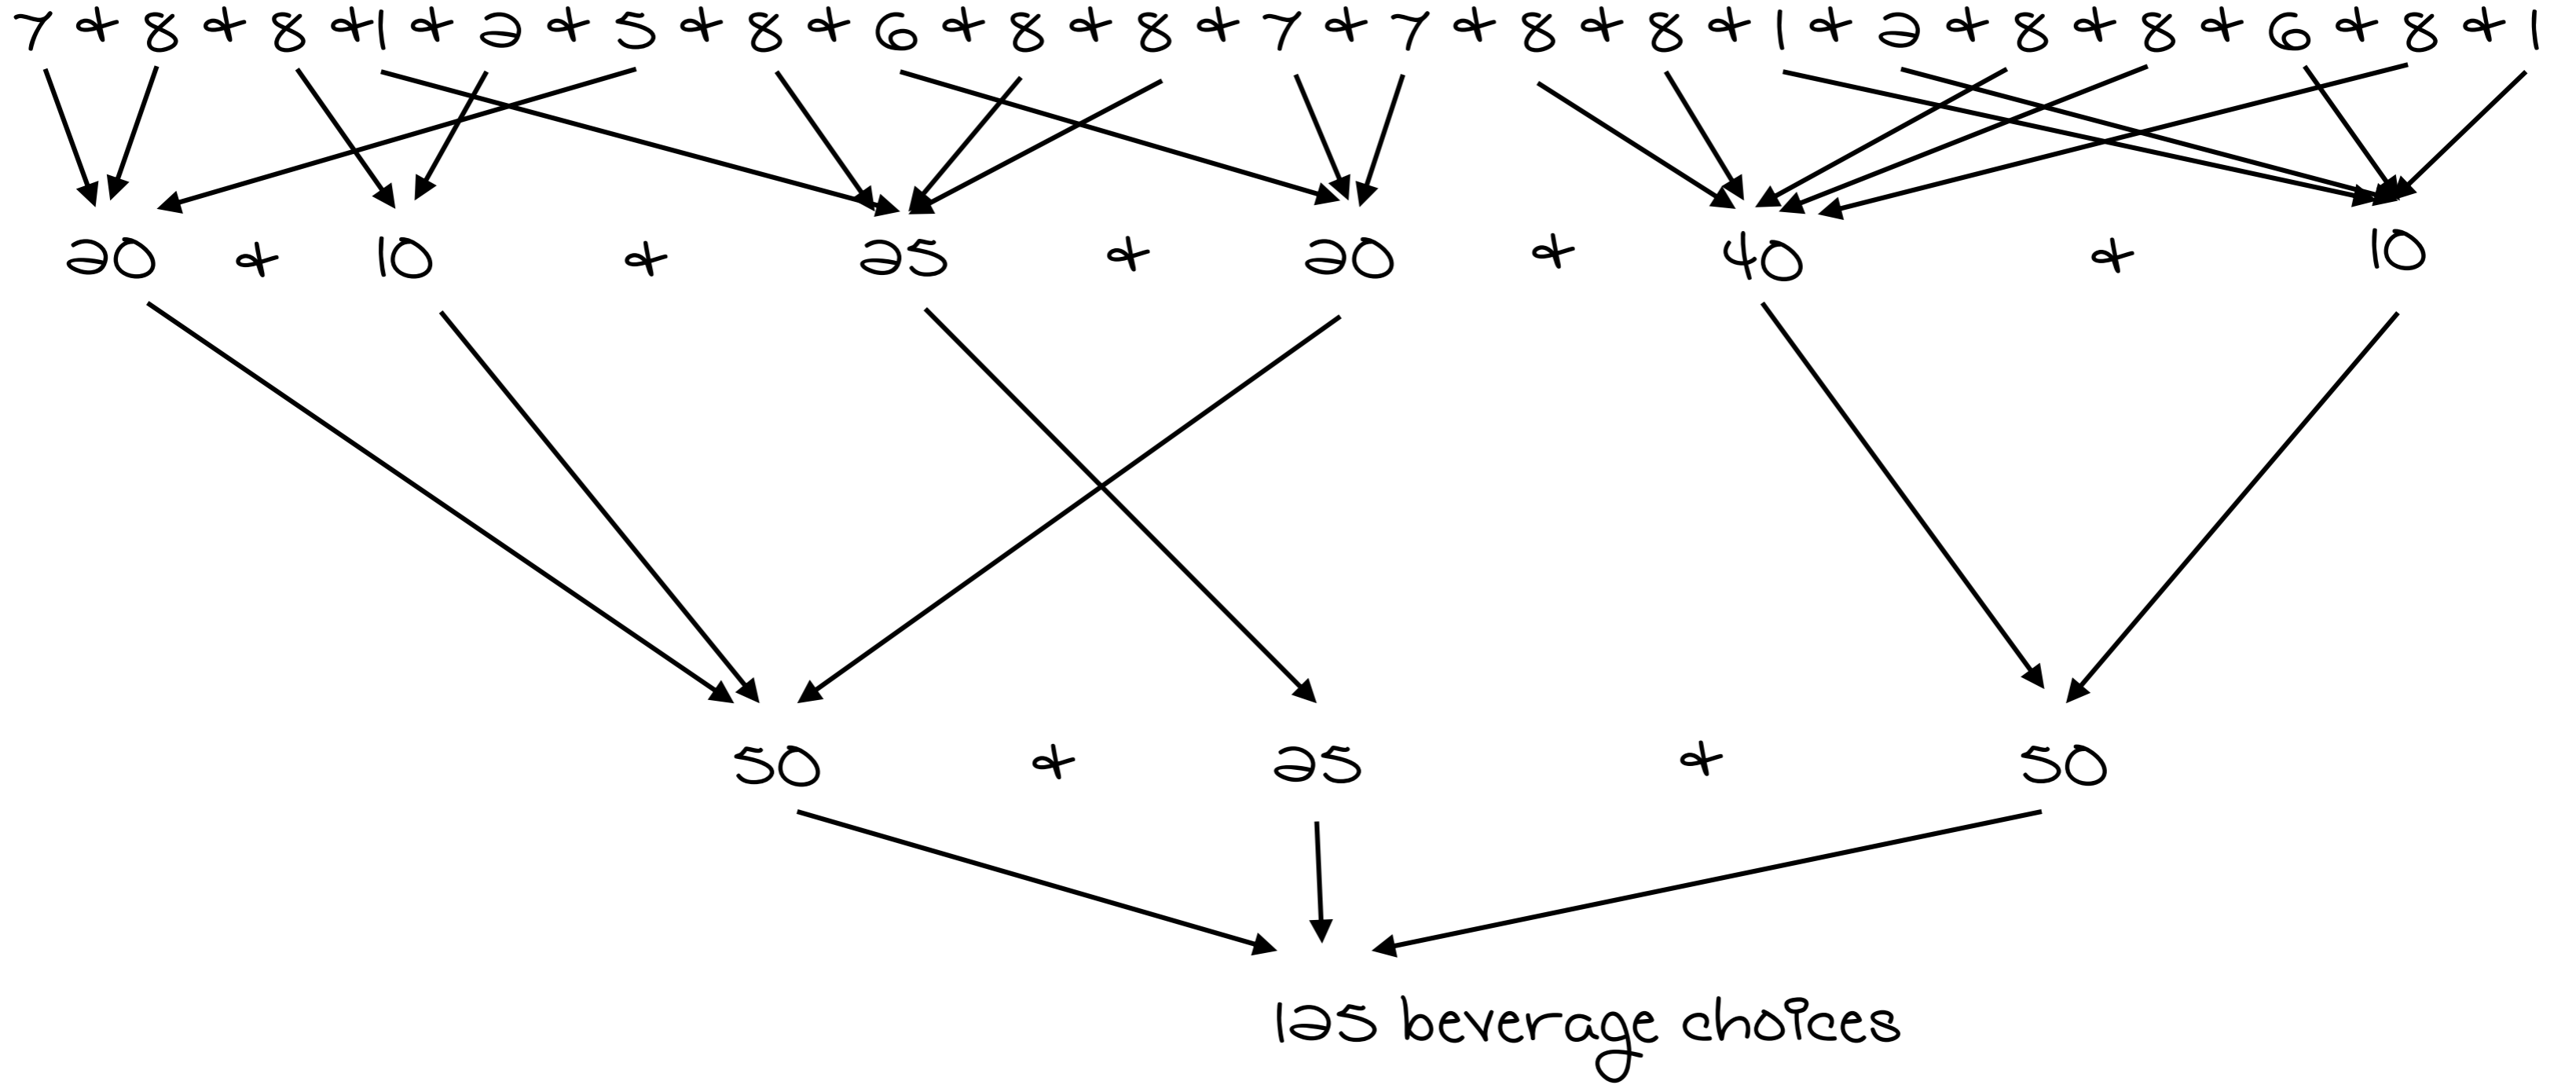 7 + 8 + 8 + 1 + 2 + 5 + 8 + 6 + 8 + 8 + 7 + 7 + 8 + 8 + 1 + 2 + 8 + 8 + 6 + 8 + 1
20 + 10 + 25 + 20 + 40 + 10
50 + 25 + 50
125 beverage choices